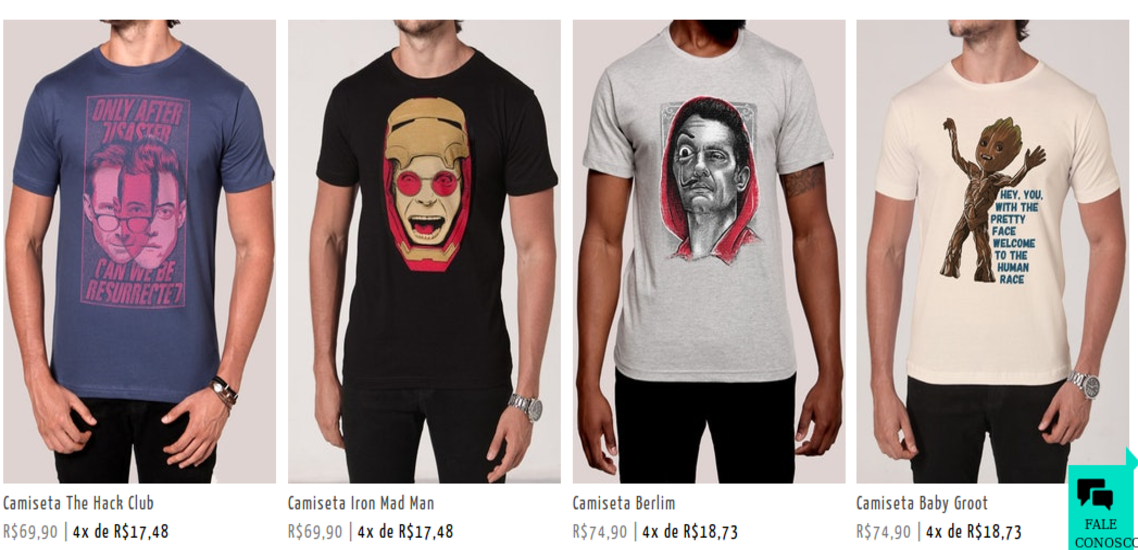 ONLY AFTER
DISASTER
CAN WE BE
RESURRECTED
HEY, YOU,
WITH THE
PRETTY
FACE
WELCOME
TO THE
HUMAN
RACE
Camiseta The Hack Club
R$69,90 | 4x de R$17,48
Camiseta Iron Mad Man
R$69,90 | 4x de R$17,48
Camiseta Berlim
R$74,90 | 4x de R$18,73
Camiseta Baby Groot
R$74,90 | 4x de R$18,73
FALE
CONOSCO